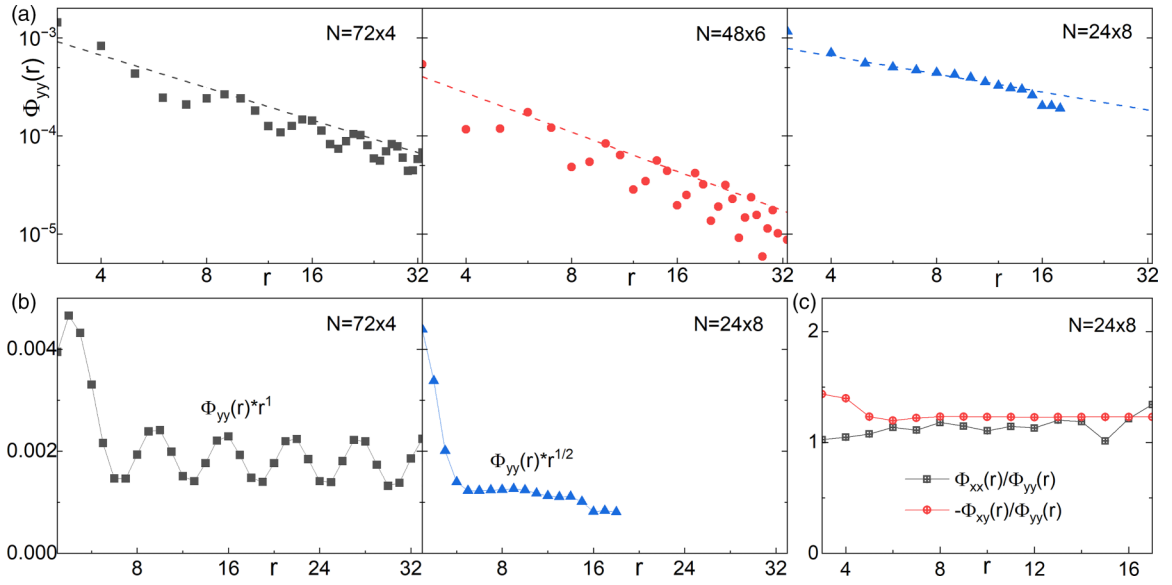 (a)
N=72x4
N=48x6
N=24x8
10⁻³
10⁻⁴
10⁻⁵
Φyy(r)
4 8 r 16 32
4 8 r 16 32
4 8 r 16 32
(b)
N=72x4
N=24x8
0.004
0.002
0.000
Φyy(r)*r¹
Φyy(r)*r^1/2
8 r 16 24 32
8 r 16 24 32
(c)
N=24x8
2
1
0
Φxx(r)/Φyy(r)
-Φxy(r)/Φyy(r)
4 8 r 12 16